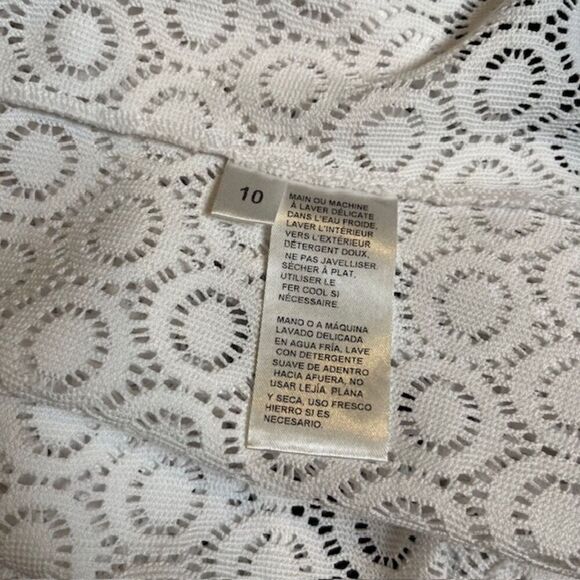 10
MAIN OU MACHINE
À LAVER DÉLICATE
DANS L'EAU FROIDE,
LAVER L'INTÉRIEUR
VERS L'EXTÉRIEUR
DÉTERGENT DOUX,
NE PAS JAVELLISER,
SÉCHER À PLAT,
UTILISER LE
FER COOL SI
NÉCESSAIRE
MANO O A MÁQUINA
LAVADO DELICADA
EN AGUA FRÍA, LAVE
CON DETERGENTE
SUAVE DE ADENTRO
HACIA AFUERA, NO
USAR LEJÍA, PLANA
Y SECA, USO FRESCO
HIERRO SI ES
NECESARIO.